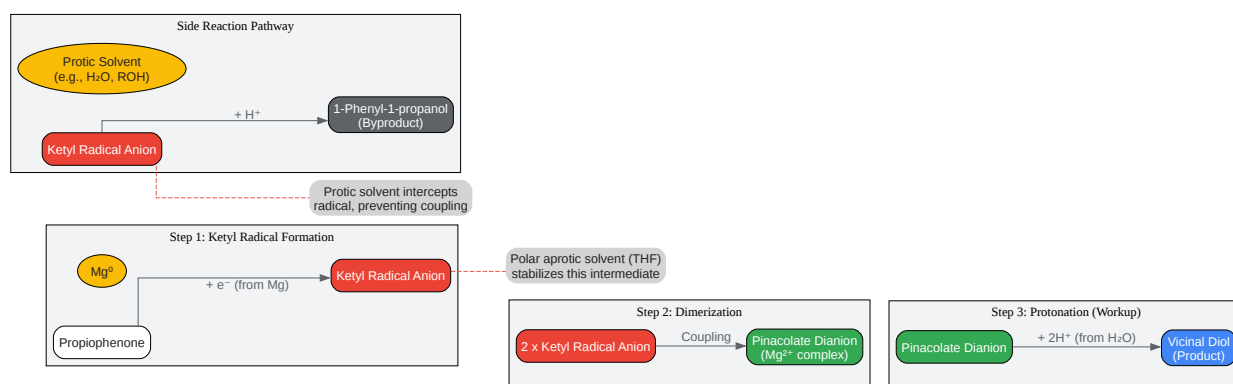 Side Reaction Pathway
Protic Solvent
(e.g., H₂O, ROH)
+ H⁺
1-Phenyl-1-propanol
(Byproduct)
Ketyl Radical Anion
Protic solvent intercepts
radical, preventing coupling
Step 1: Ketyl Radical Formation
Mg⁰
+ e⁻ (from Mg)
Ketyl Radical Anion
Propiophenone
Polar aprotic solvent (THF)
stabilizes this intermediate
Step 2: Dimerization
2 x Ketyl Radical Anion
Coupling
Pinacolate Dianion
(Mg²⁺ complex)
Step 3: Protonation (Workup)
Pinacolate Dianion
+ 2H⁺ (from H₂O)
Vicinal Diol
(Product)